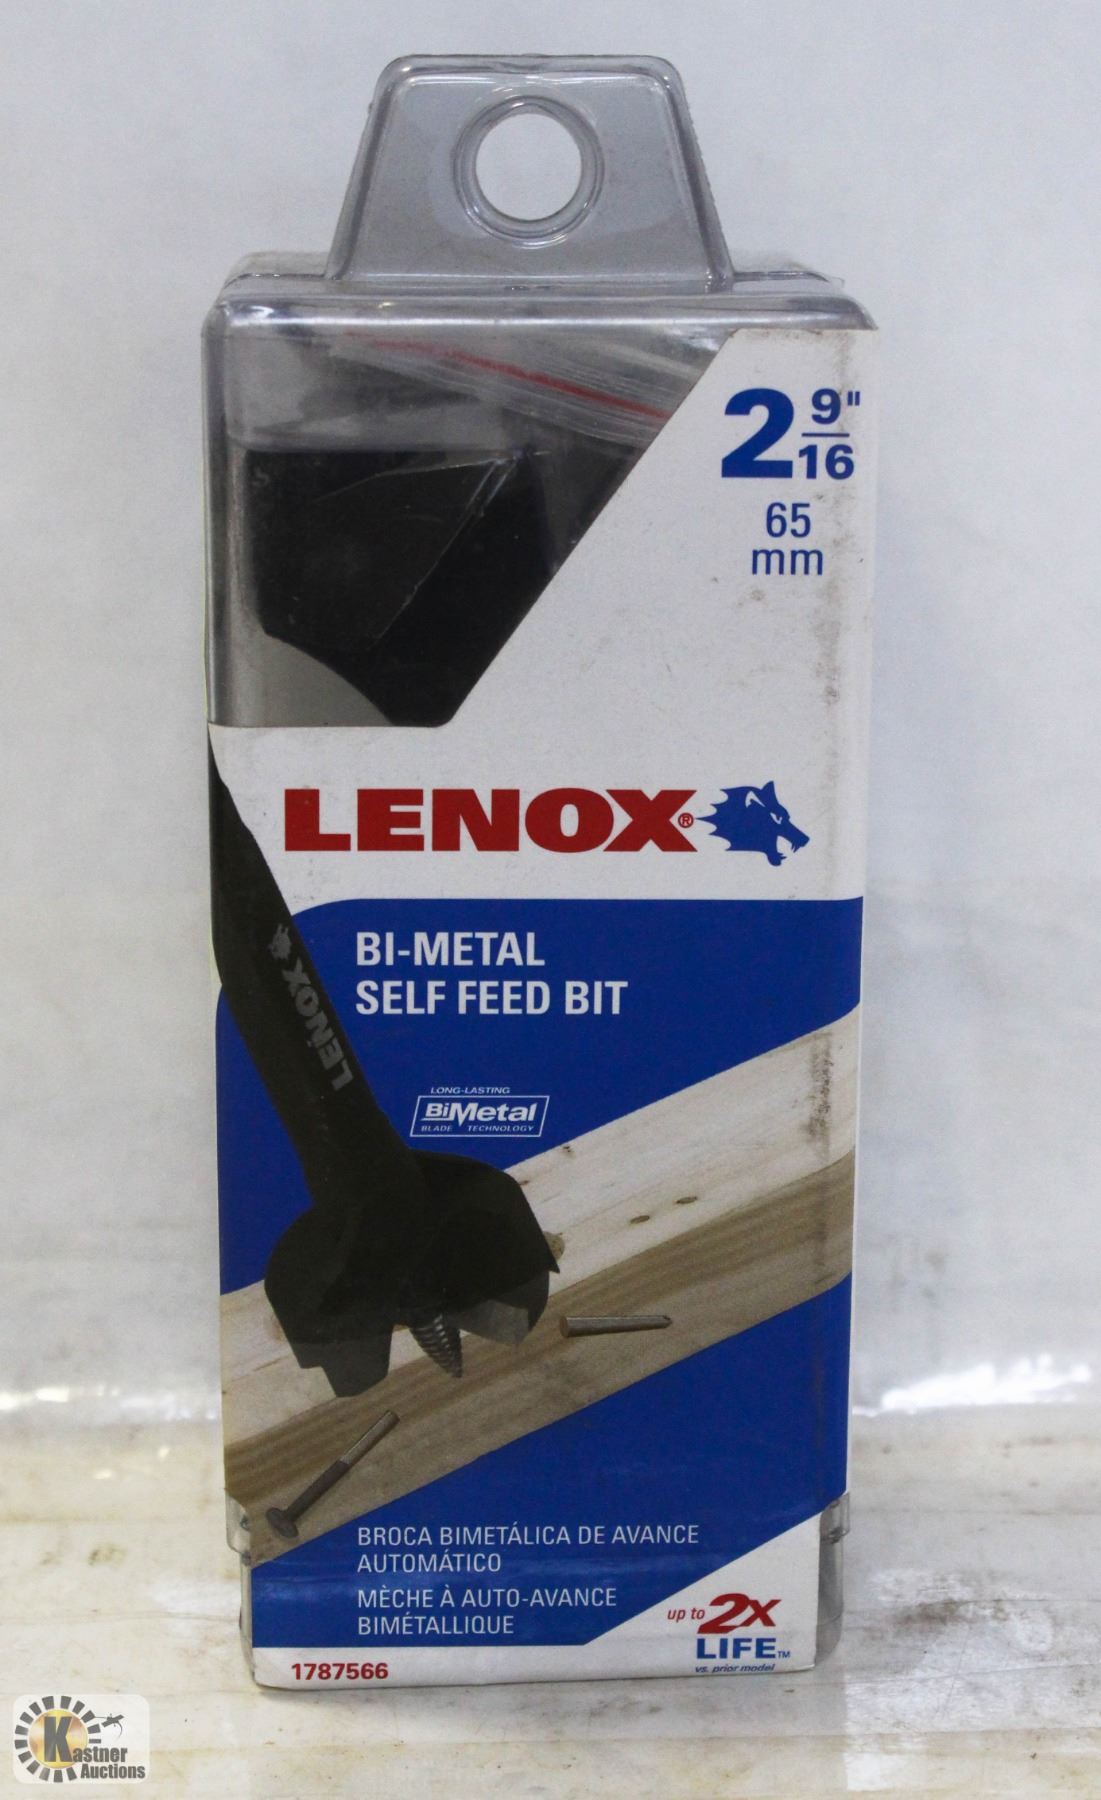 2 9/16"
65
mm
LENOX®
BI-METAL
SELF FEED BIT
LENOX
LONG-LASTING
BiMetal
BLADE TECHNOLOGY
BROCA BIMETÁLICA DE AVANCE
AUTOMÁTICO
MÈCHE À AUTO-AVANCE
BIMÉTALLIQUE
up to 2X
LIFE™
vs. prior model
1787566
Kastner
Auctions